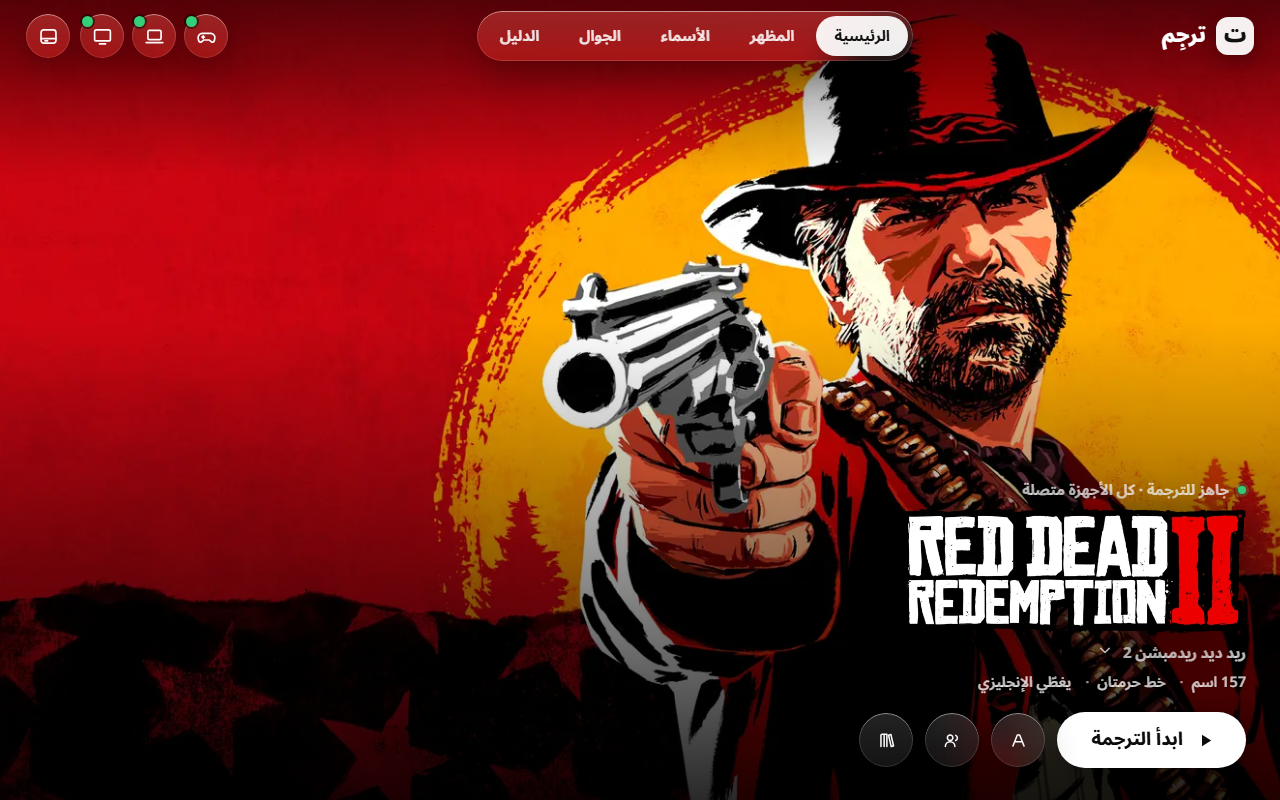 ت ترجِم
الرئيسية المظهر الأسماء الجوال الدليل
جاهز للترجمة · كل الأجهزة متصلة
RED DEAD
REDEMPTION II
ريد ديد ريدمبشن 2
157 اسم · خط حرمتان · يغطّي الإنجليزي
ابدأ الترجمة
A